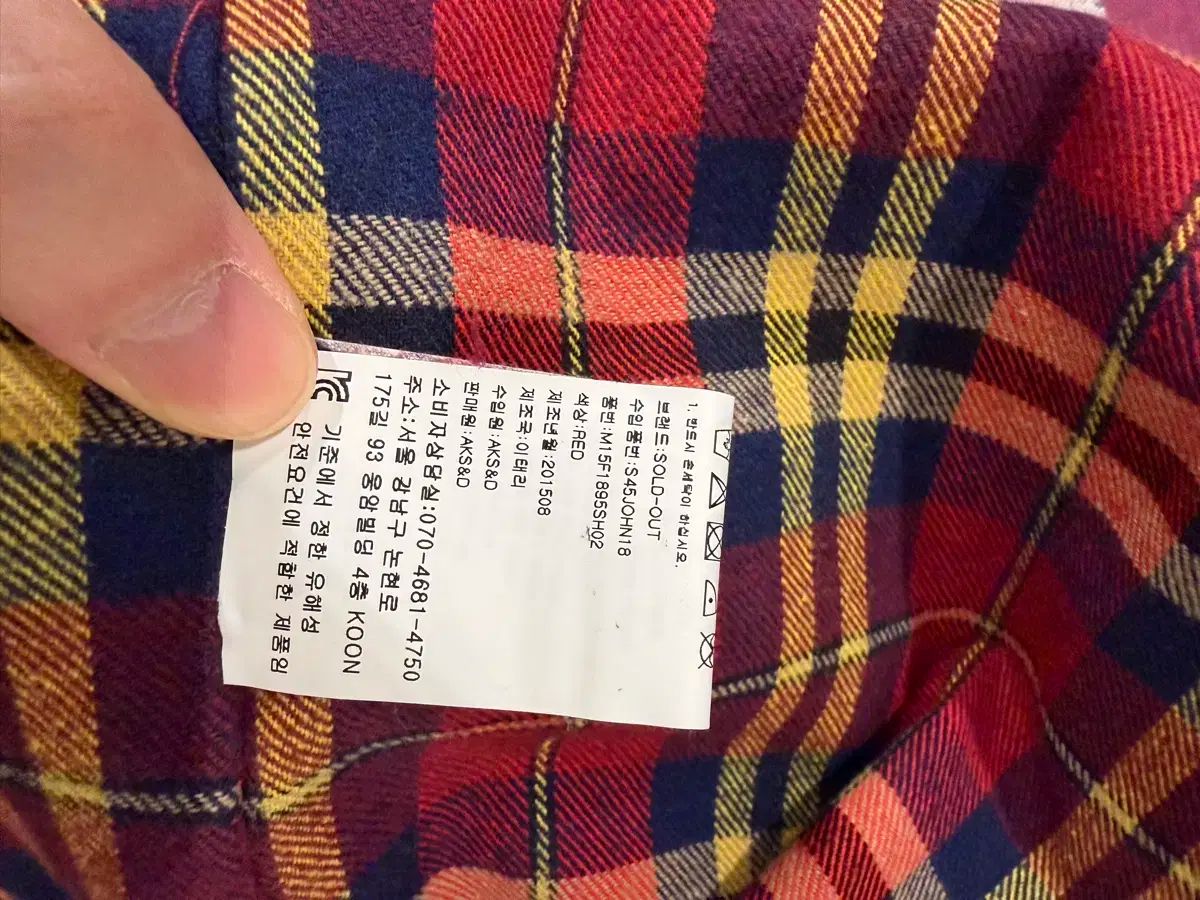 1. 반드시 손세탁이 하십시오.
브랜드:SOLD-OUT
수입품번:S45JOHN18
품번:M15F1895SH02
색상:RED
제조년월:201508
제조국:이태리
수입원:AKS&D
판매원:AKS&D
소비자상담실:070-4681-4750
주소:서울 강남구 논현로
175길 93 웅암빌딩 4층 KOON
기준에서 정한 유해성
안전요건에 적합한 제품임